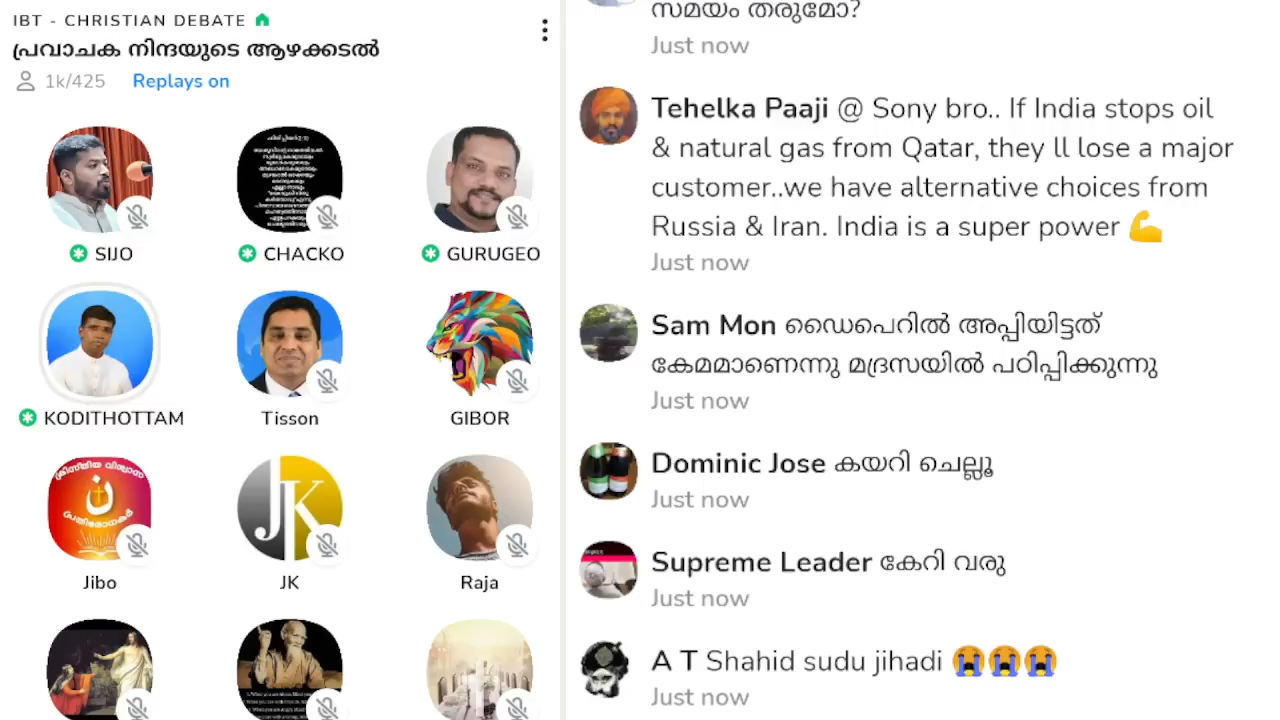 IBT - CHRISTIAN DEBATE
പ്രവാചക നിന്ദയുടെ ആഴക്കടൽ
1k/425 Replays on
SIJO CHACKO GURUGEO
KODITHOTTAM Tisson GIBOR
ക്രിസ്തീയ വിശ്വാസ
പ്രതിരോധകർ
JK
Jibo JK Raja
സമയം തരുമോ?
Just now
Tehelka Paaji @ Sony bro.. If India stops oil
& natural gas from Qatar, they ll lose a major
customer..we have alternative choices from
Russia & Iran. India is a super power 💪
Just now
Sam Mon ഡൈപെറിൽ അപ്പിയിട്ടത്
കേമമാണെന്നു മദ്രസയിൽ പഠിപ്പിക്കുന്നു
Just now
Dominic Jose കയറി ചെല്ലൂ
Just now
Supreme Leader കേറി വരു
Just now
A T Shahid sudu jihadi 😭😭😭
Just now